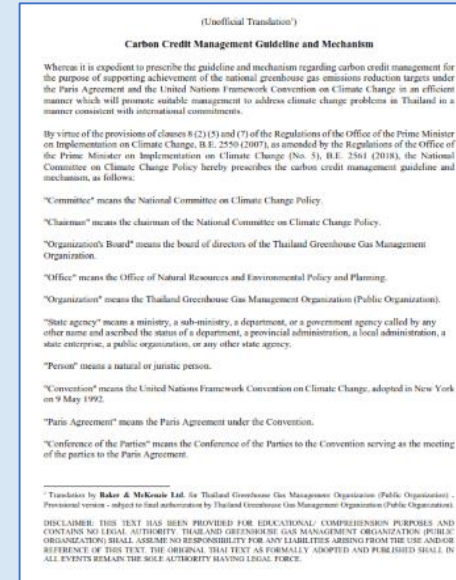 (Unofficial Translation¹)
Carbon Credit Management Guideline and Mechanism
Whereas it is expedient to prescribe the guideline and mechanism regarding carbon credit management for
the purpose of supporting achievement of the national greenhouse gas emissions reduction targets under
the Paris Agreement and the United Nations Framework Convention on Climate Change in an efficient
manner which will promote suitable management to address climate change problems in Thailand in a
manner consistent with international commitments.
By virtue of the provisions of clauses 8 (2) (5) and (7) of the Regulations of the Office of the Prime Minister
on Implementation on Climate Change, B.E. 2550 (2007), as amended by the Regulations of the Office of
the Prime Minister on Implementation on Climate Change (No. 5), B.E. 2561 (2018), the National
Committee on Climate Change Policy hereby prescribes the carbon credit management guideline and
mechanism, as follows:
"Committee" means the National Committee on Climate Change Policy.
"Chairman" means the chairman of the National Committee on Climate Change Policy.
"Organization's Board" means the board of directors of the Thailand Greenhouse Gas Management
Organization.
"Office" means the Office of Natural Resources and Environmental Policy and Planning.
"Organization" means the Thailand Greenhouse Gas Management Organization (Public Organization).
"State agency" means a ministry, a sub-ministry, a department, or a government agency called by any
other name and ascribed the status of a department, a provincial administration, a local administration, a
state enterprise, a public organization, or any other state agency.
"Person" means a natural or juristic person.
"Convention" means the United Nations Framework Convention on Climate Change, adopted in New York
on 9 May 1992.
"Paris Agreement" means the Paris Agreement under the Convention.
"Conference of the Parties" means the Conference of the Parties to the Convention serving as the meeting
of the parties to the Paris Agreement.
¹ Translation by Baker & McKenzie Ltd. for Thailand Greenhouse Gas Management Organization (Public Organization) .
Provisional version - subject to final authorization by Thailand Greenhouse Gas Management Organization (Public Organization).
DISCLAIMER: THIS TEXT HAS BEEN PROVIDED FOR EDUCATIONAL/ COMPREHENSION PURPOSES AND
CONTAINS NO LEGAL AUTHORITY. THAILAND GREENHOUSE GAS MANAGEMENT ORGANIZATION (PUBLIC
ORGANIZATION) SHALL ASSUME NO RESPONSIBILITY FOR ANY LIABILITIES ARISING FROM THE USE AND/OR
REFERENCE OF THIS TEXT. THE ORIGINAL THAI TEXT AS FORMALLY ADOPTED AND PUBLISHED SHALL IN
ALL EVENTS REMAIN THE SOLE AUTHORITY HAVING LEGAL FORCE.